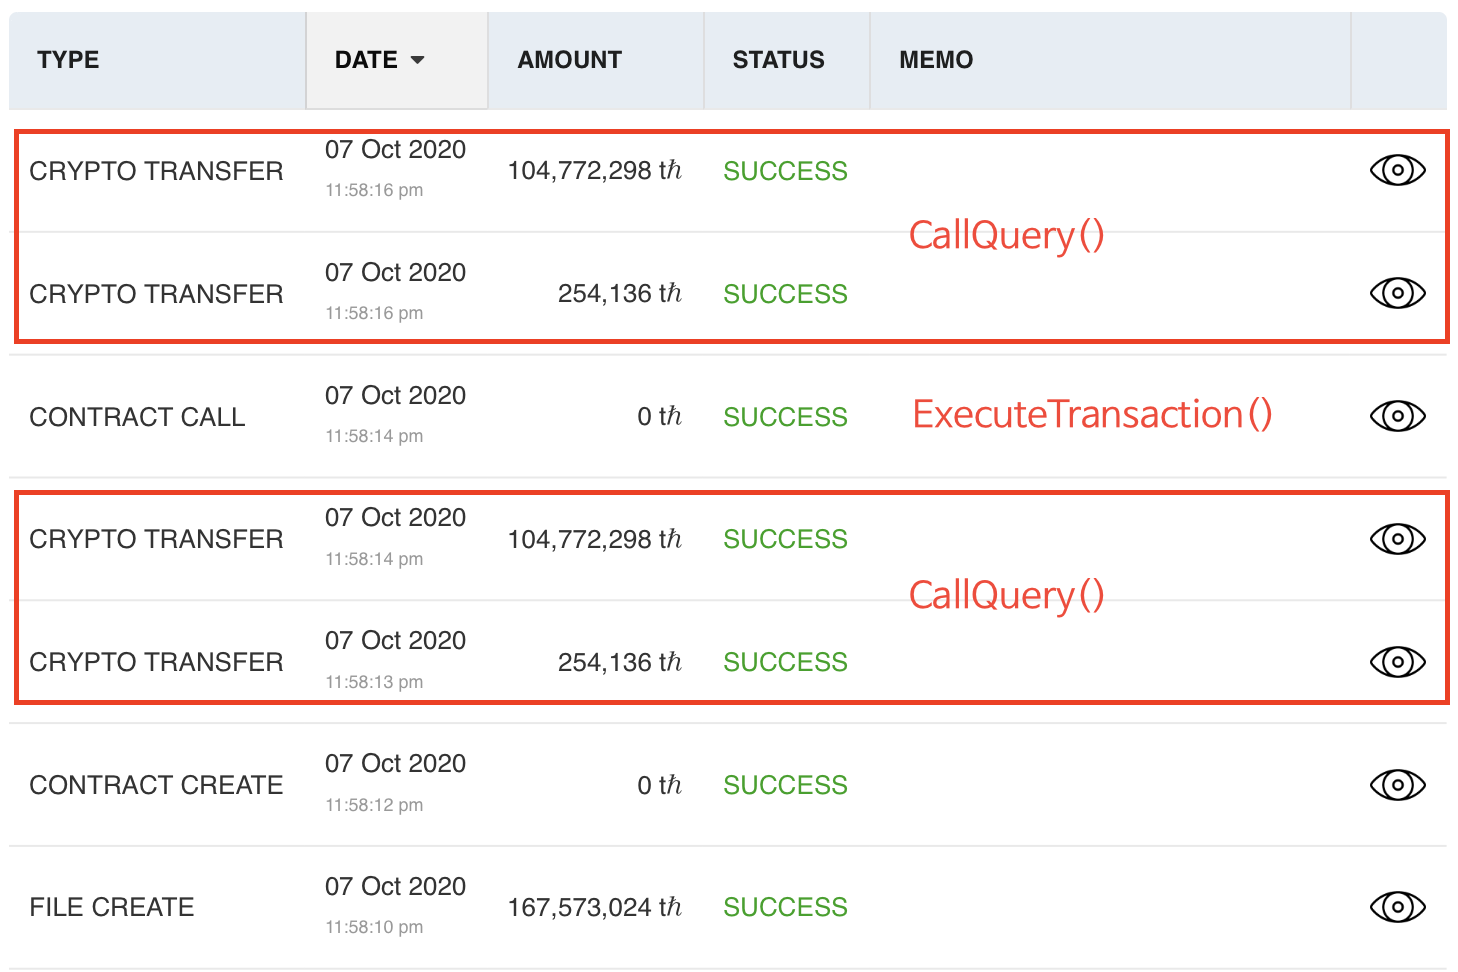 TYPE DATE AMOUNT STATUS MEMO
CRYPTO TRANSFER 07 Oct 2020 104,772,298 tℏ SUCCESS
11:58:16 pm
CallQuery()
CRYPTO TRANSFER 07 Oct 2020 254,136 tℏ SUCCESS
11:58:16 pm
CONTRACT CALL 07 Oct 2020 0 tℏ SUCCESS ExecuteTransaction()
11:58:14 pm
CRYPTO TRANSFER 07 Oct 2020 104,772,298 tℏ SUCCESS
11:58:14 pm
CallQuery()
CRYPTO TRANSFER 07 Oct 2020 254,136 tℏ SUCCESS
11:58:13 pm
CONTRACT CREATE 07 Oct 2020 0 tℏ SUCCESS
11:58:12 pm
FILE CREATE 07 Oct 2020 167,573,024 tℏ SUCCESS
11:58:10 pm